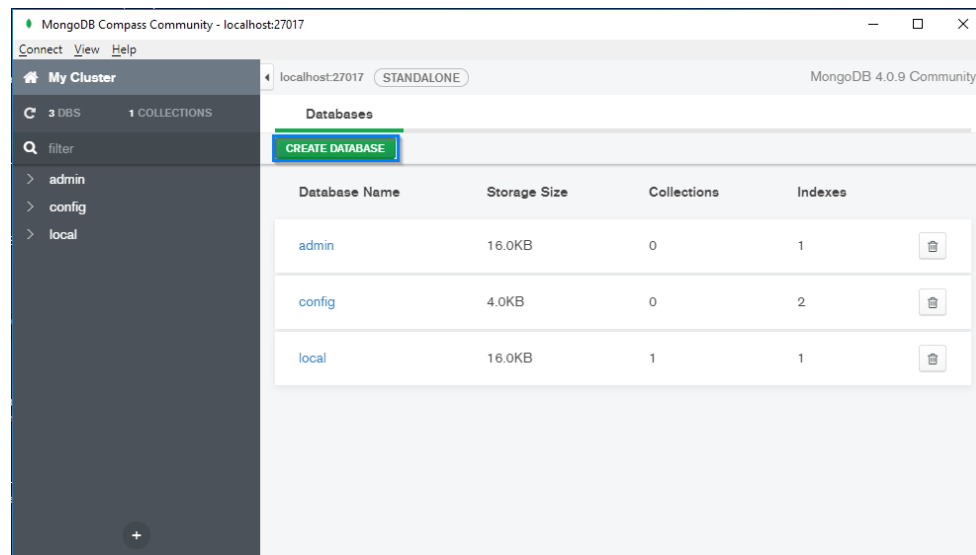 MongoDB Compass Community - localhost:27017
Connect View Help
My Cluster
localhost:27017 STANDALONE MongoDB 4.0.9 Community
3 DBS 1 COLLECTIONS
Databases
filter
CREATE DATABASE
admin
config
local
Database Name Storage Size Collections Indexes
admin 16.0KB 0 1
config 4.0KB 0 2
local 16.0KB 1 1